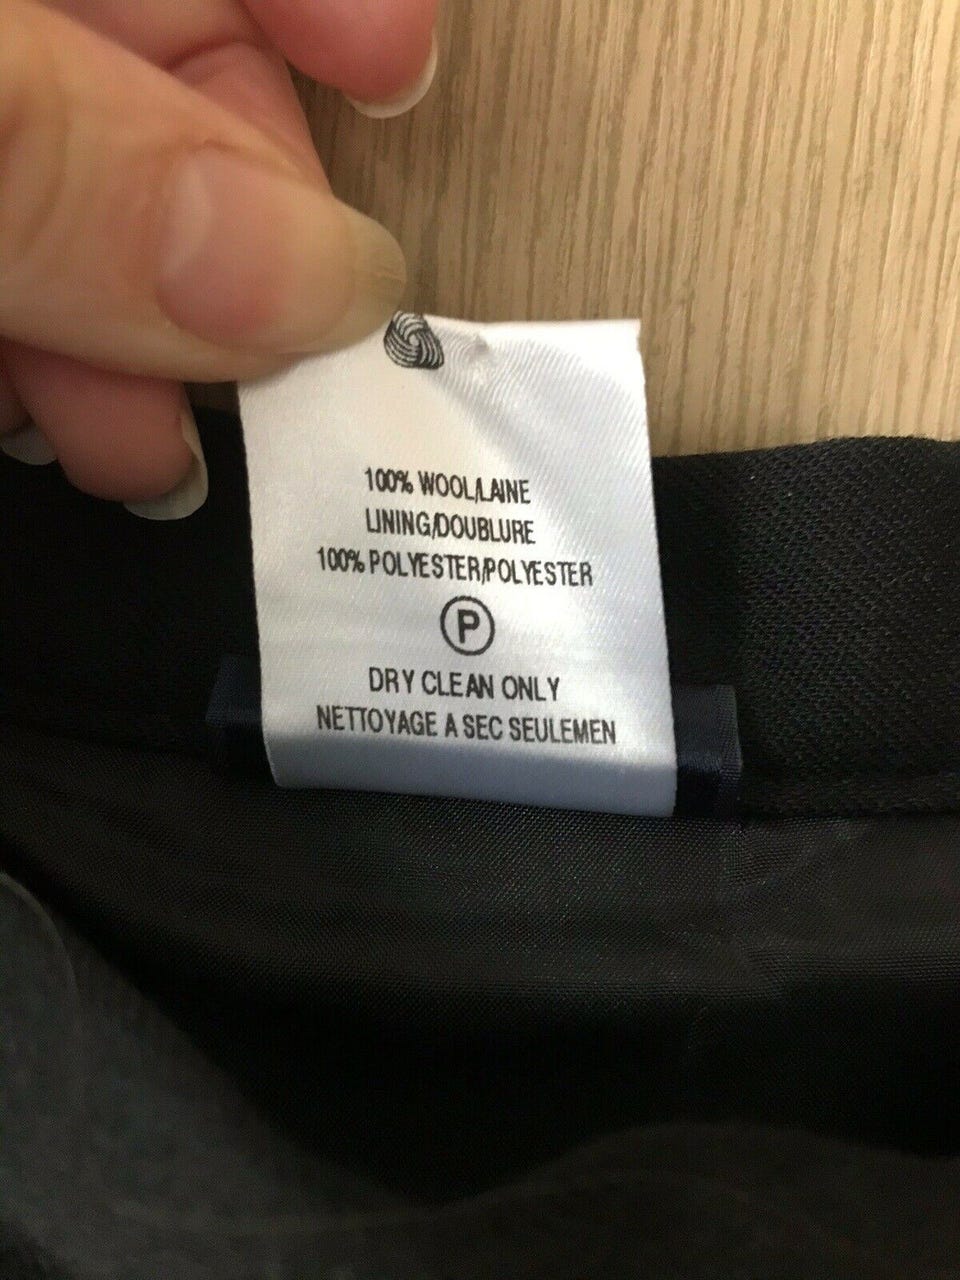 100% WOOL/LAINE
LINING/DOUBLURE
100% POLYESTER/POLYESTER
P
DRY CLEAN ONLY
NETTOYAGE A SEC SEULEMEN